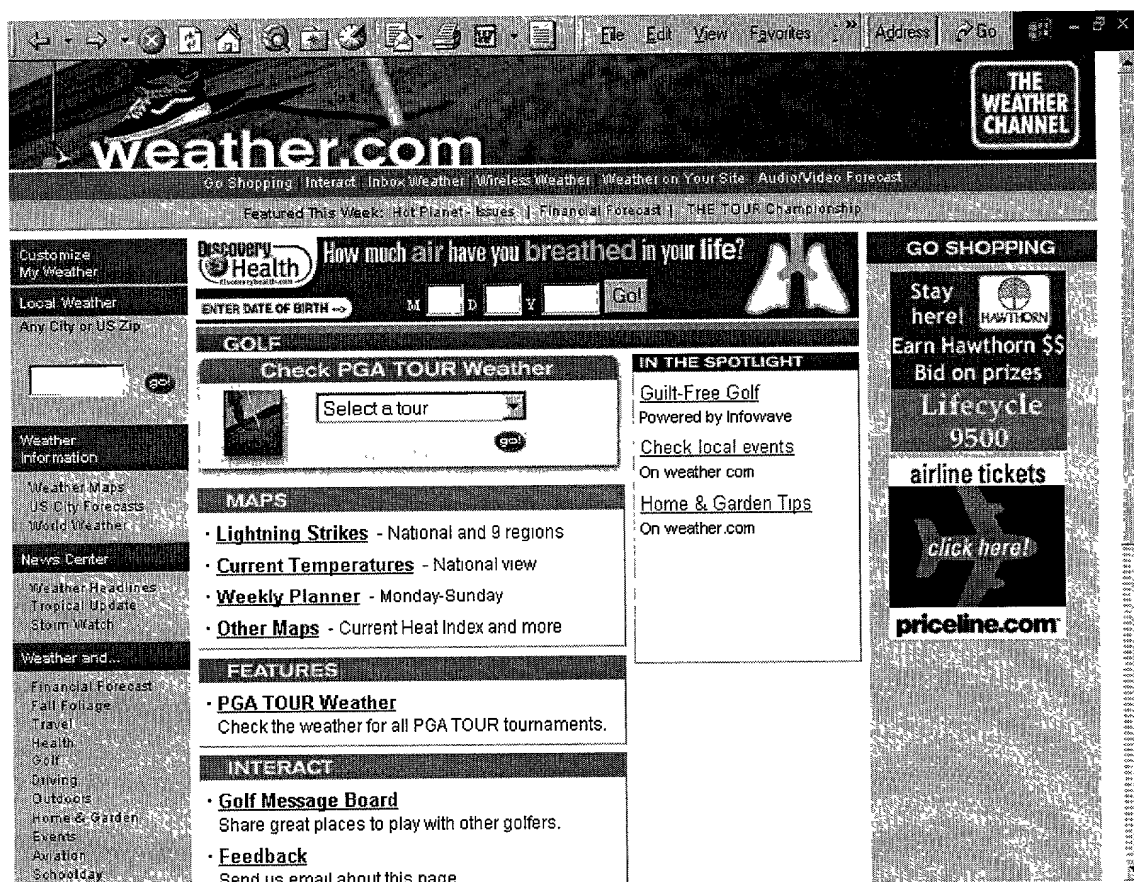 File Edit View Favorites » Address Go
THE
WEATHER
CHANNEL
weather.com
Go Shopping Interact Inbox Weather Wireless Weather Weather on Your Site Audio/Video Forecast
Featured This Week: Hot Planet- Issues | Financial Forecast | THE TOUR Championship
Customize
My Weather
Local Weather
Any City or US Zip
go!
Weather
Information
Weather Maps
US City Forecasts
World Weather
News Center
Weather Headlines
Tropical Update
Storm Watch
Weather and...
Financial Forecast
Fall Foliage
Travel
Health
Golf
Driving
Outdoors
Home & Garden
Events
Aviation
Schoolday
Discovery
Health
discoveryhealth.com
How much air have you breathed in your life?
ENTER DATE OF BIRTH --> M D Y Go!
GOLF
Check PGA TOUR Weather
Select a tour
go!
MAPS
· Lightning Strikes - National and 9 regions
· Current Temperatures - National view
· Weekly Planner - Monday-Sunday
· Other Maps - Current Heat Index and more
FEATURES
· PGA TOUR Weather
Check the weather for all PGA TOUR tournaments.
INTERACT
· Golf Message Board
Share great places to play with other golfers.
· Feedback
Send us email about this page
IN THE SPOTLIGHT
Guilt-Free Golf
Powered by Infowave
Check local events
On weather.com
Home & Garden Tips
On weather.com
GO SHOPPING
Stay
here!
HAWTHORN
Earn Hawthorn $$
Bid on prizes
Lifecycle
9500
airline tickets
click here!
priceline.com